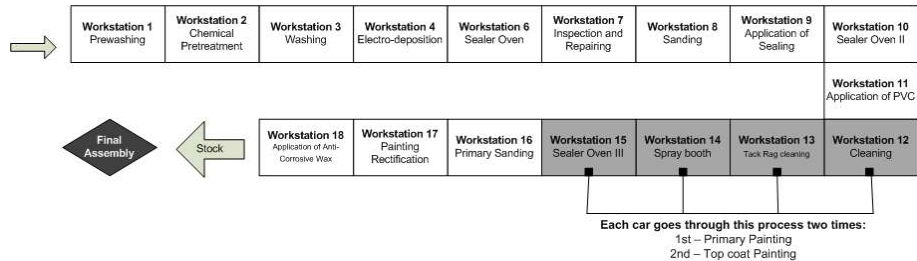 Workstation 1
Prewashing
Workstation 2
Chemical
Pretreatment
Workstation 3
Washing
Workstation 4
Electro-deposition
Workstation 6
Sealer Oven
Workstation 7
Inspection and
Repairing
Workstation 8
Sanding
Workstation 9
Application of
Sealing
Workstation 10
Sealer Oven II
Workstation 11
Application of PVC
Workstation 12
Cleaning
Workstation 13
Tack Rag cleaning
Workstation 14
Spray booth
Workstation 15
Sealer Oven III
Workstation 16
Primary Sanding
Workstation 17
Painting
Rectification
Workstation 18
Application of Anti-
Corrosive Wax
Stock
Final
Assembly
Each car goes through this process two times:
1st – Primary Painting
2nd – Top coat Painting